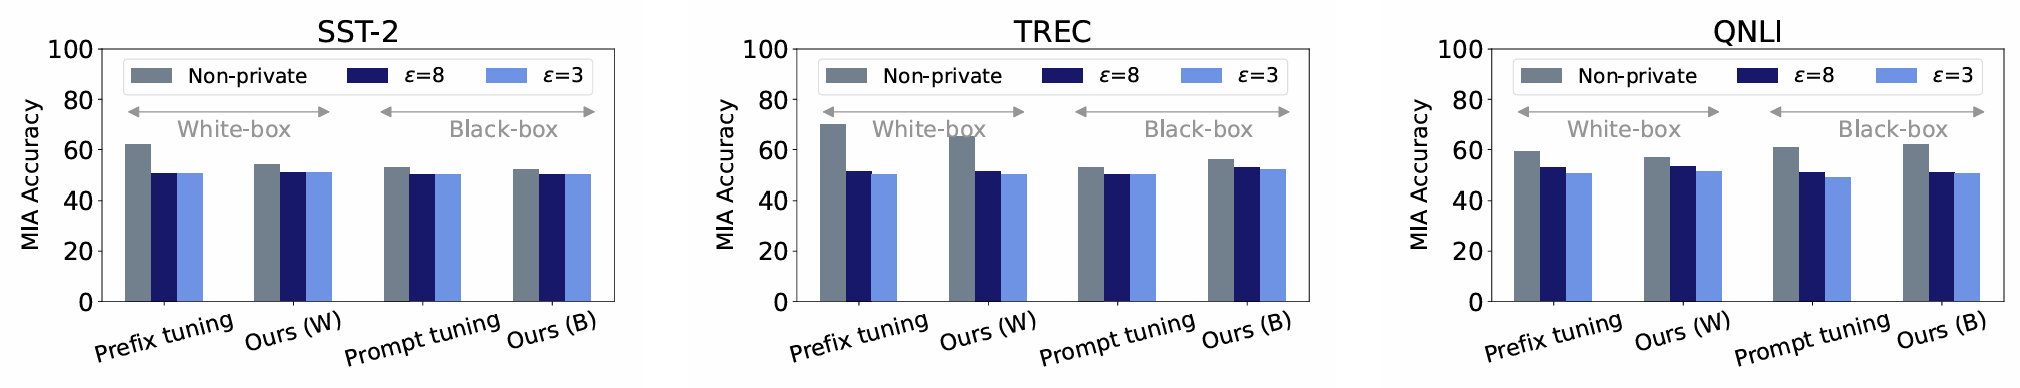 SST-2
MIA Accuracy
100
80
60
40
20
0
Non-private ε=8 ε=3
White-box Black-box
Prefix tuning Ours (W) Prompt tuning Ours (B)
TREC
MIA Accuracy
100
80
60
40
20
0
Non-private ε=8 ε=3
White-box Black-box
Prefix tuning Ours (W) Prompt tuning Ours (B)
QNLI
MIA Accuracy
100
80
60
40
20
0
Non-private ε=8 ε=3
White-box Black-box
Prefix tuning Ours (W) Prompt tuning Ours (B)